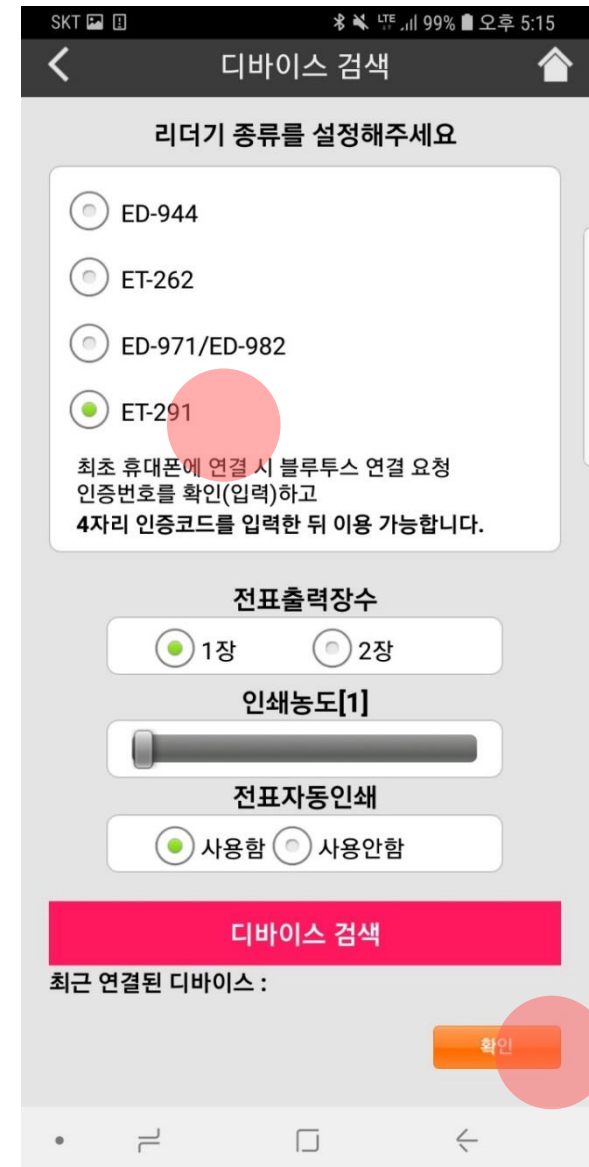 SKT LTE 99% 오후 5:15
디바이스 검색
리더기 종류를 설정해주세요
ED-944
ET-262
ED-971/ED-982
ET-291
최초 휴대폰에 연결 시 블루투스 연결 요청
인증번호를 확인(입력)하고
4자리 인증코드를 입력한 뒤 이용 가능합니다.
전표출력장수
1장 2장
인쇄농도[1]
전표자동인쇄
사용함 사용안함
디바이스 검색
최근 연결된 디바이스 :
확인